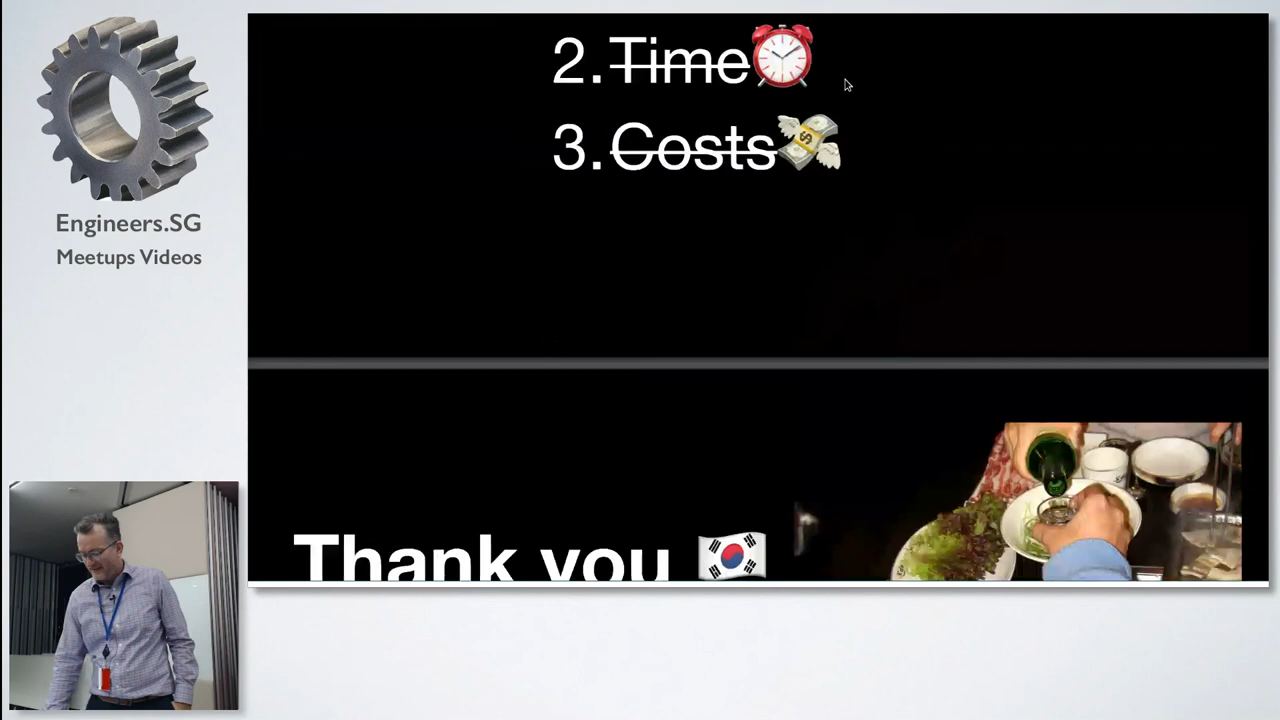 2. Time
3. Costs
Engineers.SG
Meetups Videos
Thank you